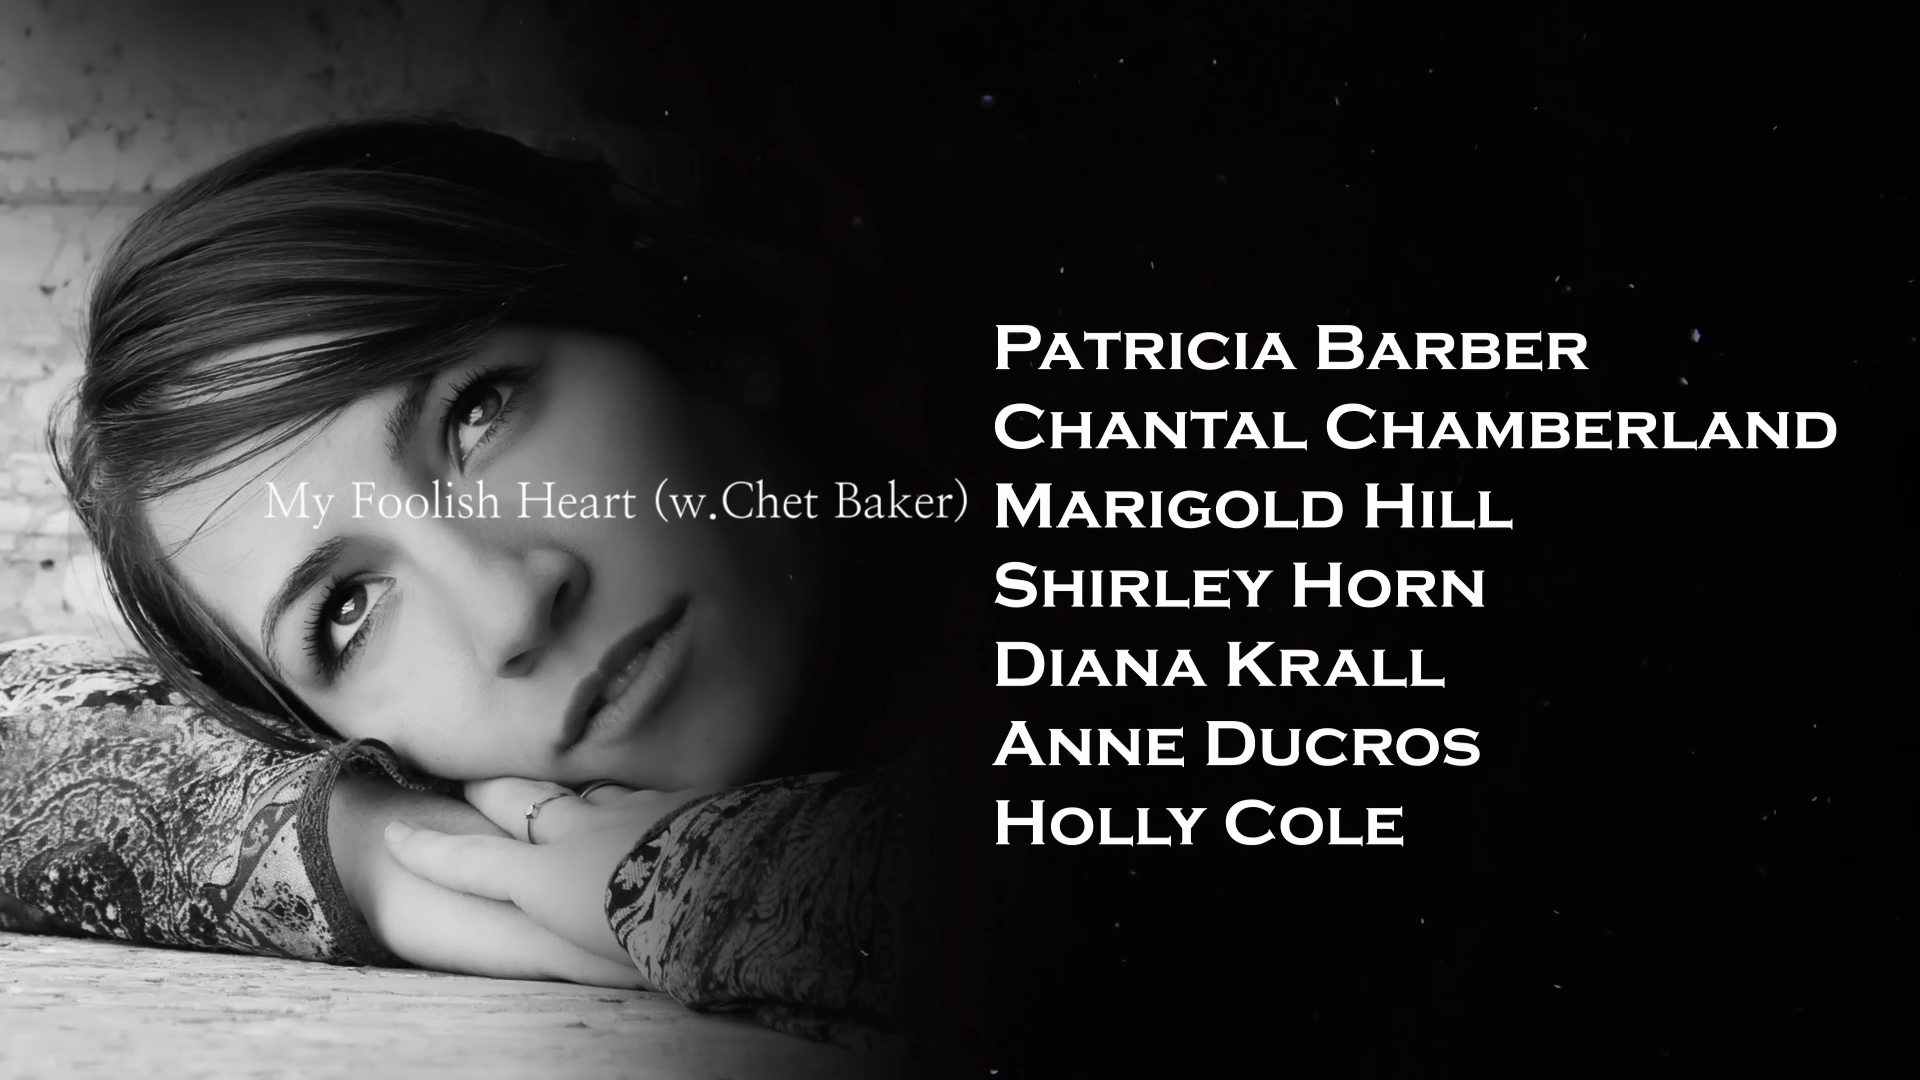 Patricia Barber
Chantal Chamberland
My Foolish Heart (w.Chet Baker)
Marigold Hill
Shirley Horn
Diana Krall
Anne Ducros
Holly Cole